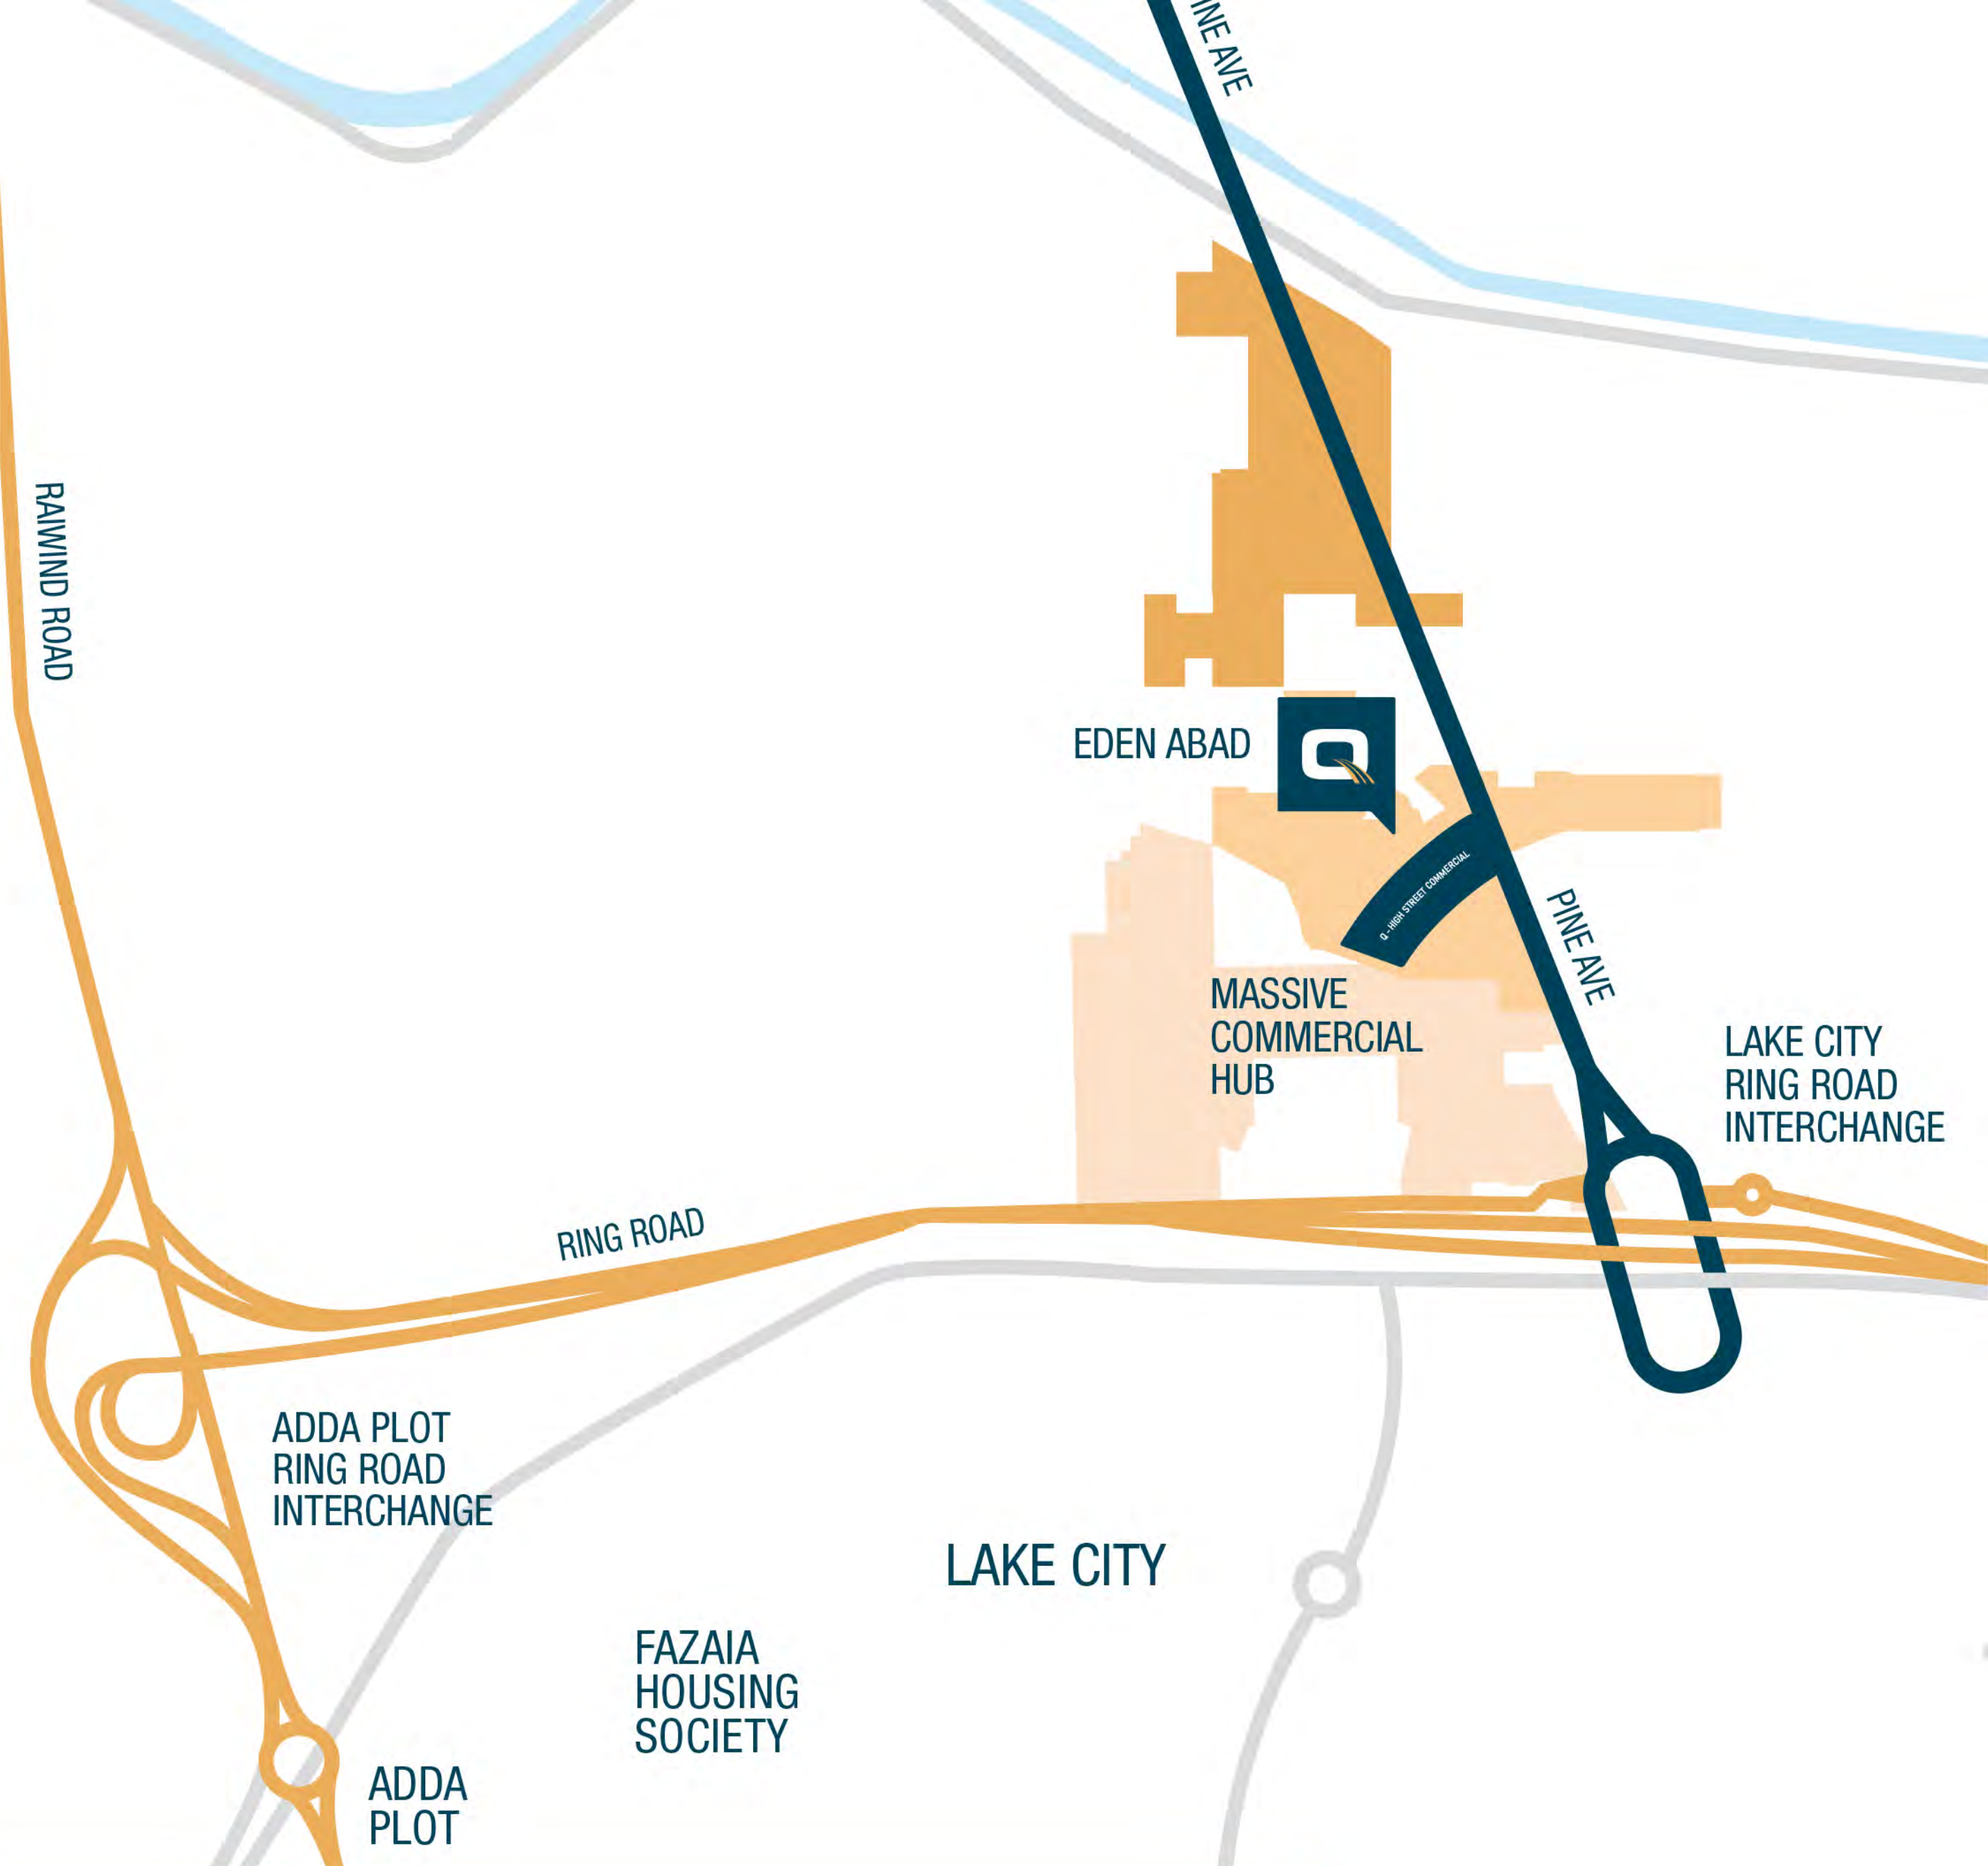 INE AVE
RAIWIND ROAD
EDEN ABAD
Q
Q - HIGH STREET COMMERCIAL
PINE AVE
MASSIVE
COMMERCIAL
HUB
LAKE CITY
RING ROAD
INTERCHANGE
RING ROAD
ADDA PLOT
RING ROAD
INTERCHANGE
LAKE CITY
FAZAIA
HOUSING
SOCIETY
ADDA
PLOT